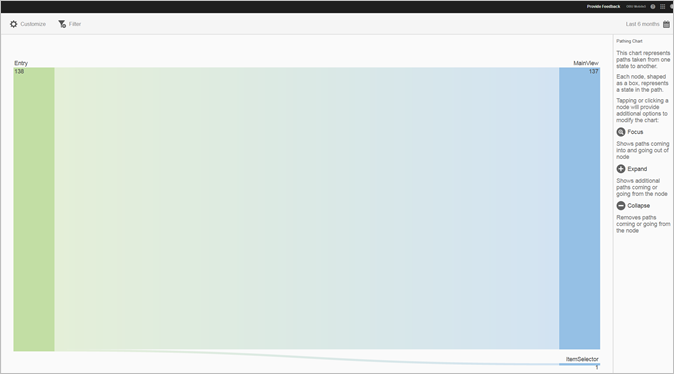 Provide Feedback
Customize
Filter
Last 6 months
Entry
138
MainView
137
ItemSelector
1
Pathing Chart
This chart represents
paths taken from one
state to another.
Each node, shaped
as a box, represents
a state in the path.
Tapping or clicking a
node will provide
additional options to
modify the chart:
Focus
Shows paths coming
into and going out of
node
Expand
Shows additional
paths coming or
going from the node
Collapse
Removes paths
coming or going from
the node